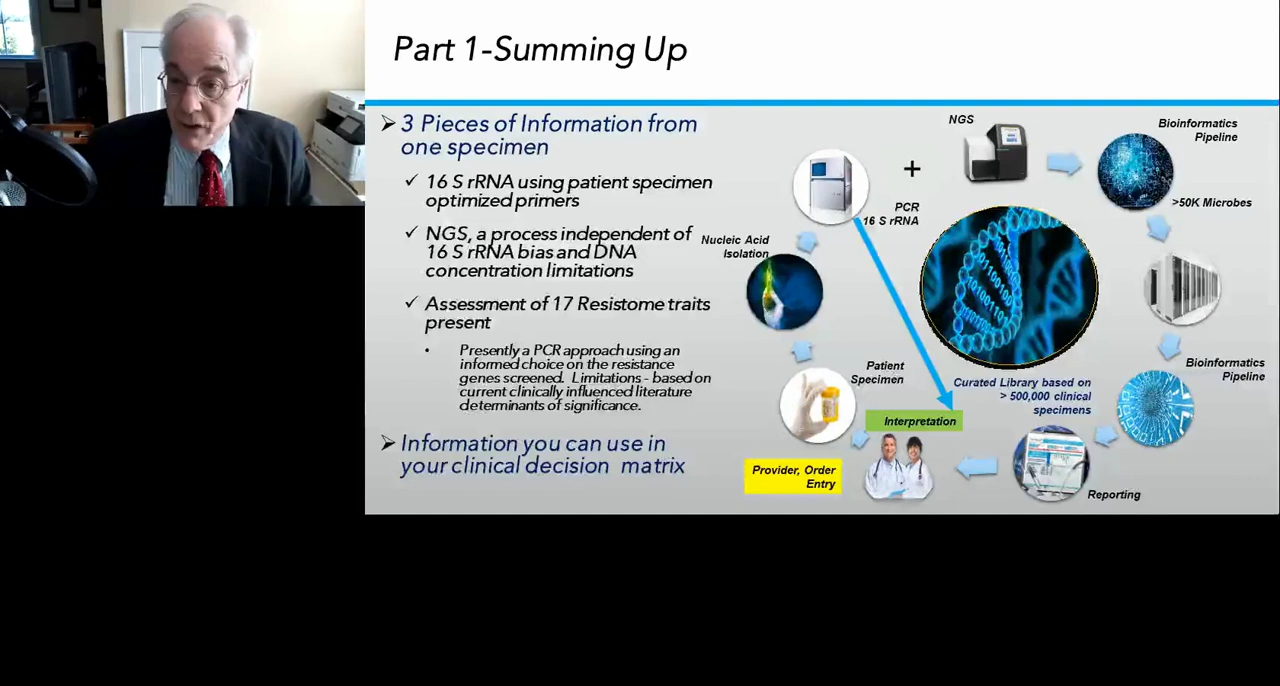 Part 1-Summing Up
3 Pieces of Information from
one specimen
16 S rRNA using patient specimen
optimized primers
NGS, a process independent of
16 S rRNA bias and DNA
concentration limitations
Assessment of 17 Resistome traits
present
Presently a PCR approach using an
informed choice on the resistance
genes screened. Limitations - based on
current clinically influenced literature
determinants of significance.
Information you can use in
your clinical decision matrix
NGS
Bioinformatics
Pipeline
>50K Microbes
PCR
16 S rRNA
Nucleic Acid
Isolation
Patient
Specimen
Curated Library based on
> 500,000 clinical
specimens
Bioinformatics
Pipeline
Interpretation
Provider, Order
Entry
Reporting